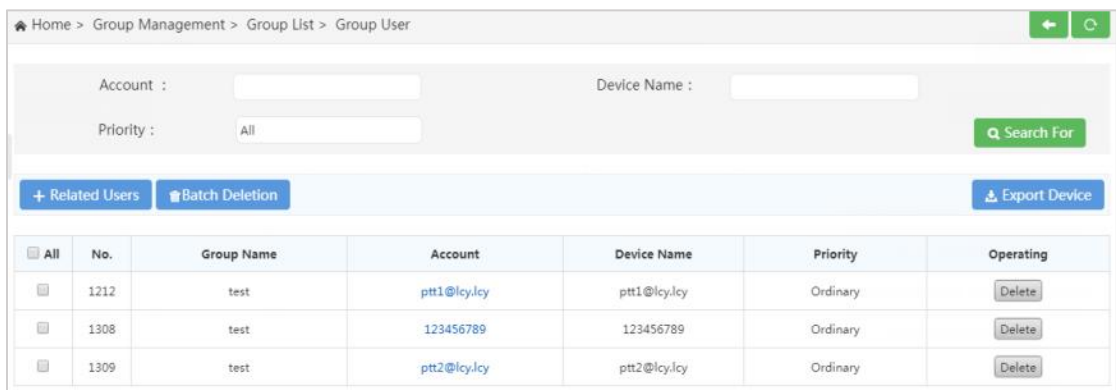 Home > Group Management > Group List > Group User
Account : Device Name :
Priority : All Search For
+ Related Users Batch Deletion Export Device
All No. Group Name Account Device Name Priority Operating
1212 test ptt1@lcy.lcy ptt1@lcy.lcy Ordinary Delete
1308 test 123456789 123456789 Ordinary Delete
1309 test ptt2@lcy.lcy ptt2@lcy.lcy Ordinary Delete